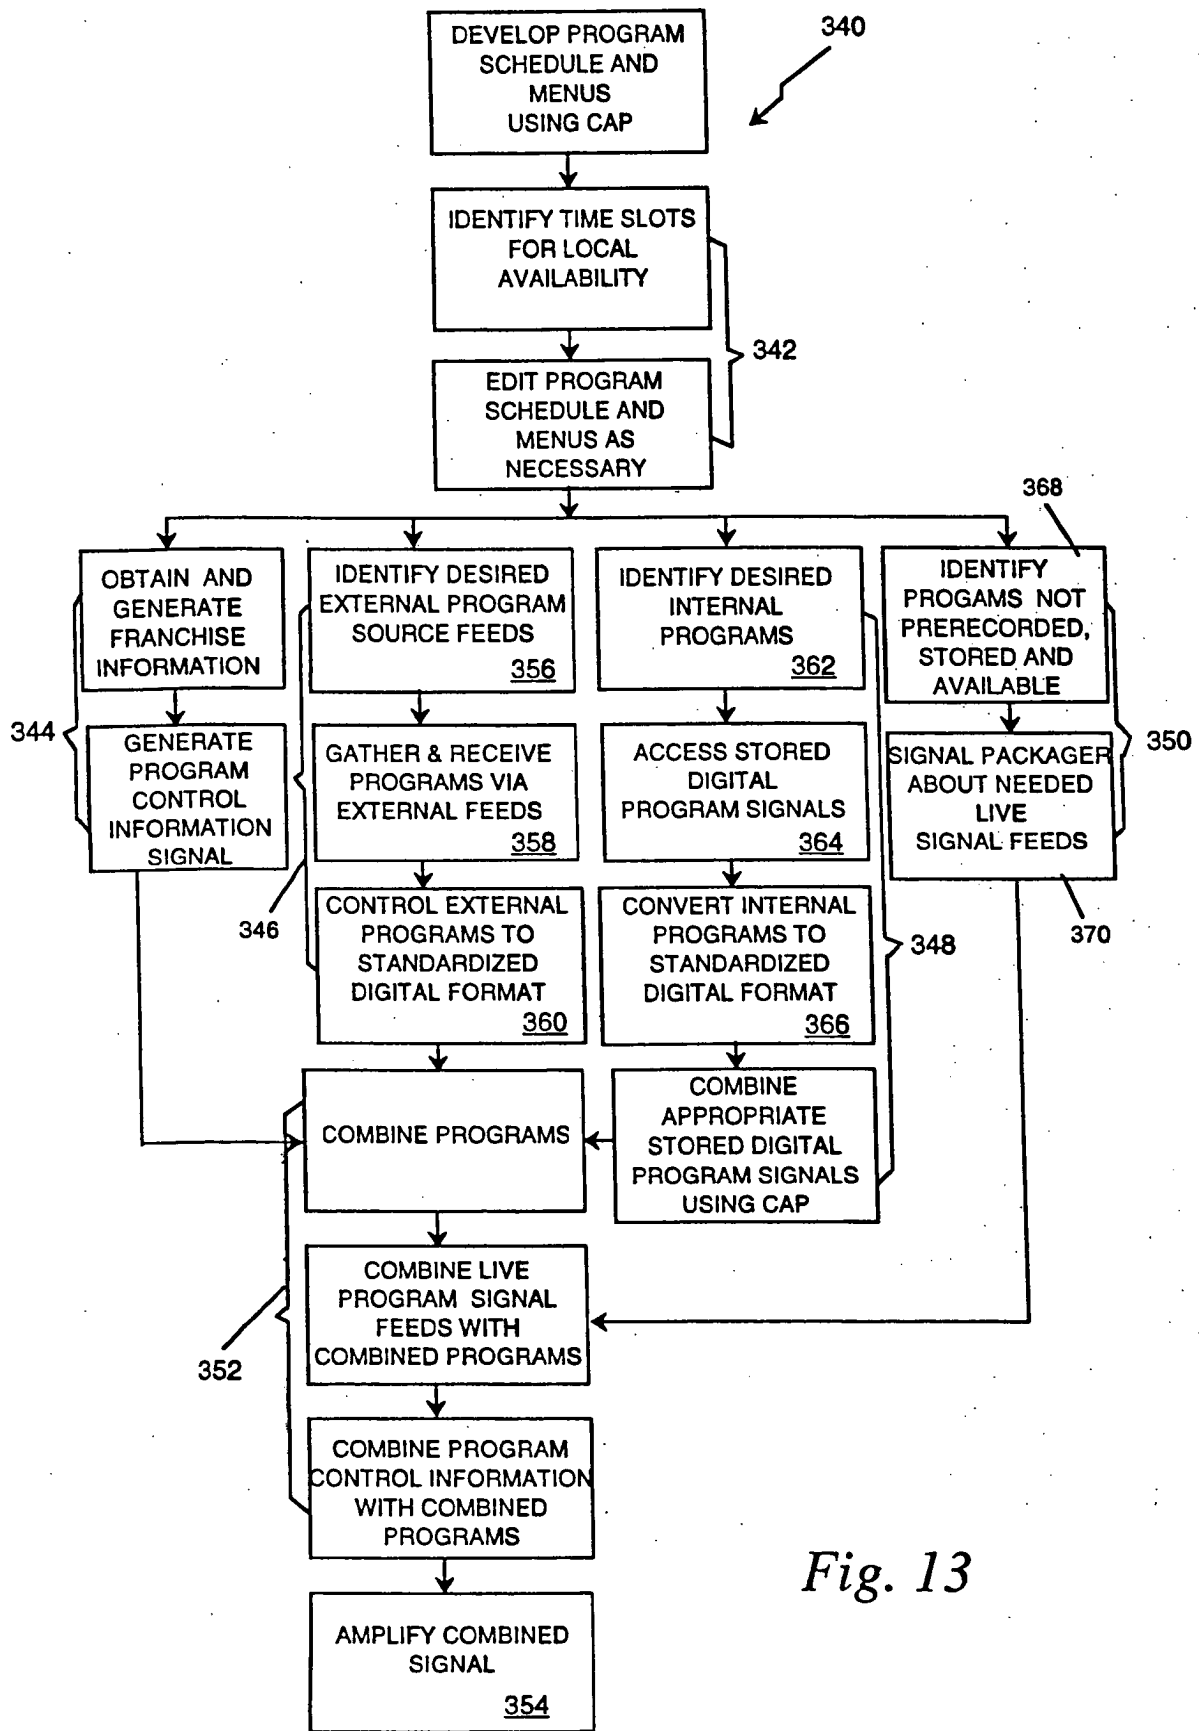 DEVELOP PROGRAM
SCHEDULE AND
MENUS
USING CAP
340
IDENTIFY TIME SLOTS
FOR LOCAL
AVAILABILITY
342
EDIT PROGRAM
SCHEDULE AND
MENUS AS
NECESSARY
OBTAIN AND
GENERATE
FRANCHISE
INFORMATION
344
GENERATE
PROGRAM
CONTROL
INFORMATION
SIGNAL
IDENTIFY DESIRED
EXTERNAL PROGRAM
SOURCE FEEDS
356
GATHER & RECEIVE
PROGRAMS VIA
EXTERNAL FEEDS
358
346
CONTROL EXTERNAL
PROGRAMS TO
STANDARDIZED
DIGITAL FORMAT
360
IDENTIFY DESIRED
INTERNAL
PROGRAMS
362
ACCESS STORED
DIGITAL
PROGRAM SIGNALS
364
CONVERT INTERNAL
PROGRAMS TO
STANDARDIZED
DIGITAL FORMAT
366
348
COMBINE
APPROPRIATE
STORED DIGITAL
PROGRAM SIGNALS
USING CAP
368
IDENTIFY
PROGAMS NOT
PRERECORDED,
STORED AND
AVAILABLE
350
SIGNAL PACKAGER
ABOUT NEEDED
LIVE
SIGNAL FEEDS
370
COMBINE PROGRAMS
352
COMBINE LIVE
PROGRAM SIGNAL
FEEDS WITH
COMBINED PROGRAMS
COMBINE PROGRAM
CONTROL INFORMATION
WITH COMBINED
PROGRAMS
AMPLIFY COMBINED
SIGNAL
354
Fig. 13